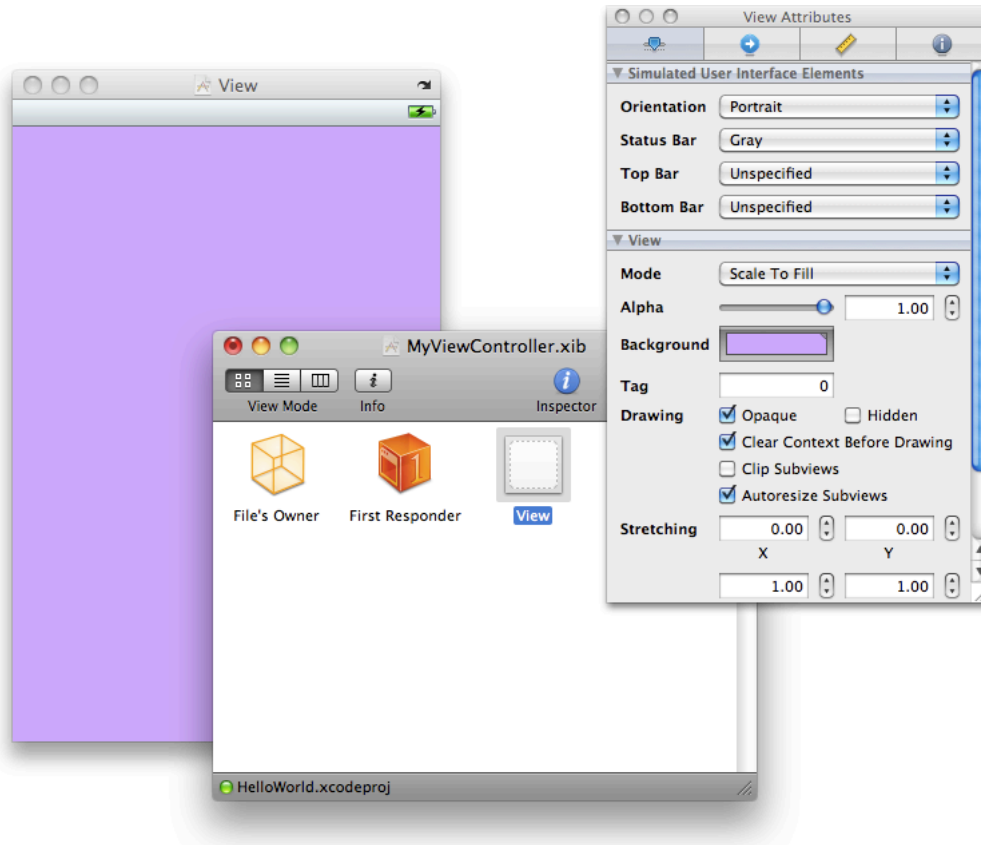 View Attributes
Simulated User Interface Elements
Orientation Portrait
Status Bar Gray
Top Bar Unspecified
Bottom Bar Unspecified
View
Mode Scale To Fill
Alpha 1.00
Background
Tag 0
Drawing Opaque Hidden
Clear Context Before Drawing
Clip Subviews
Autoresize Subviews
Stretching 0.00 0.00
X Y
1.00 1.00
View
MyViewController.xib
View Mode Info Inspector
1
File's Owner First Responder View
HelloWorld.xcodeproj